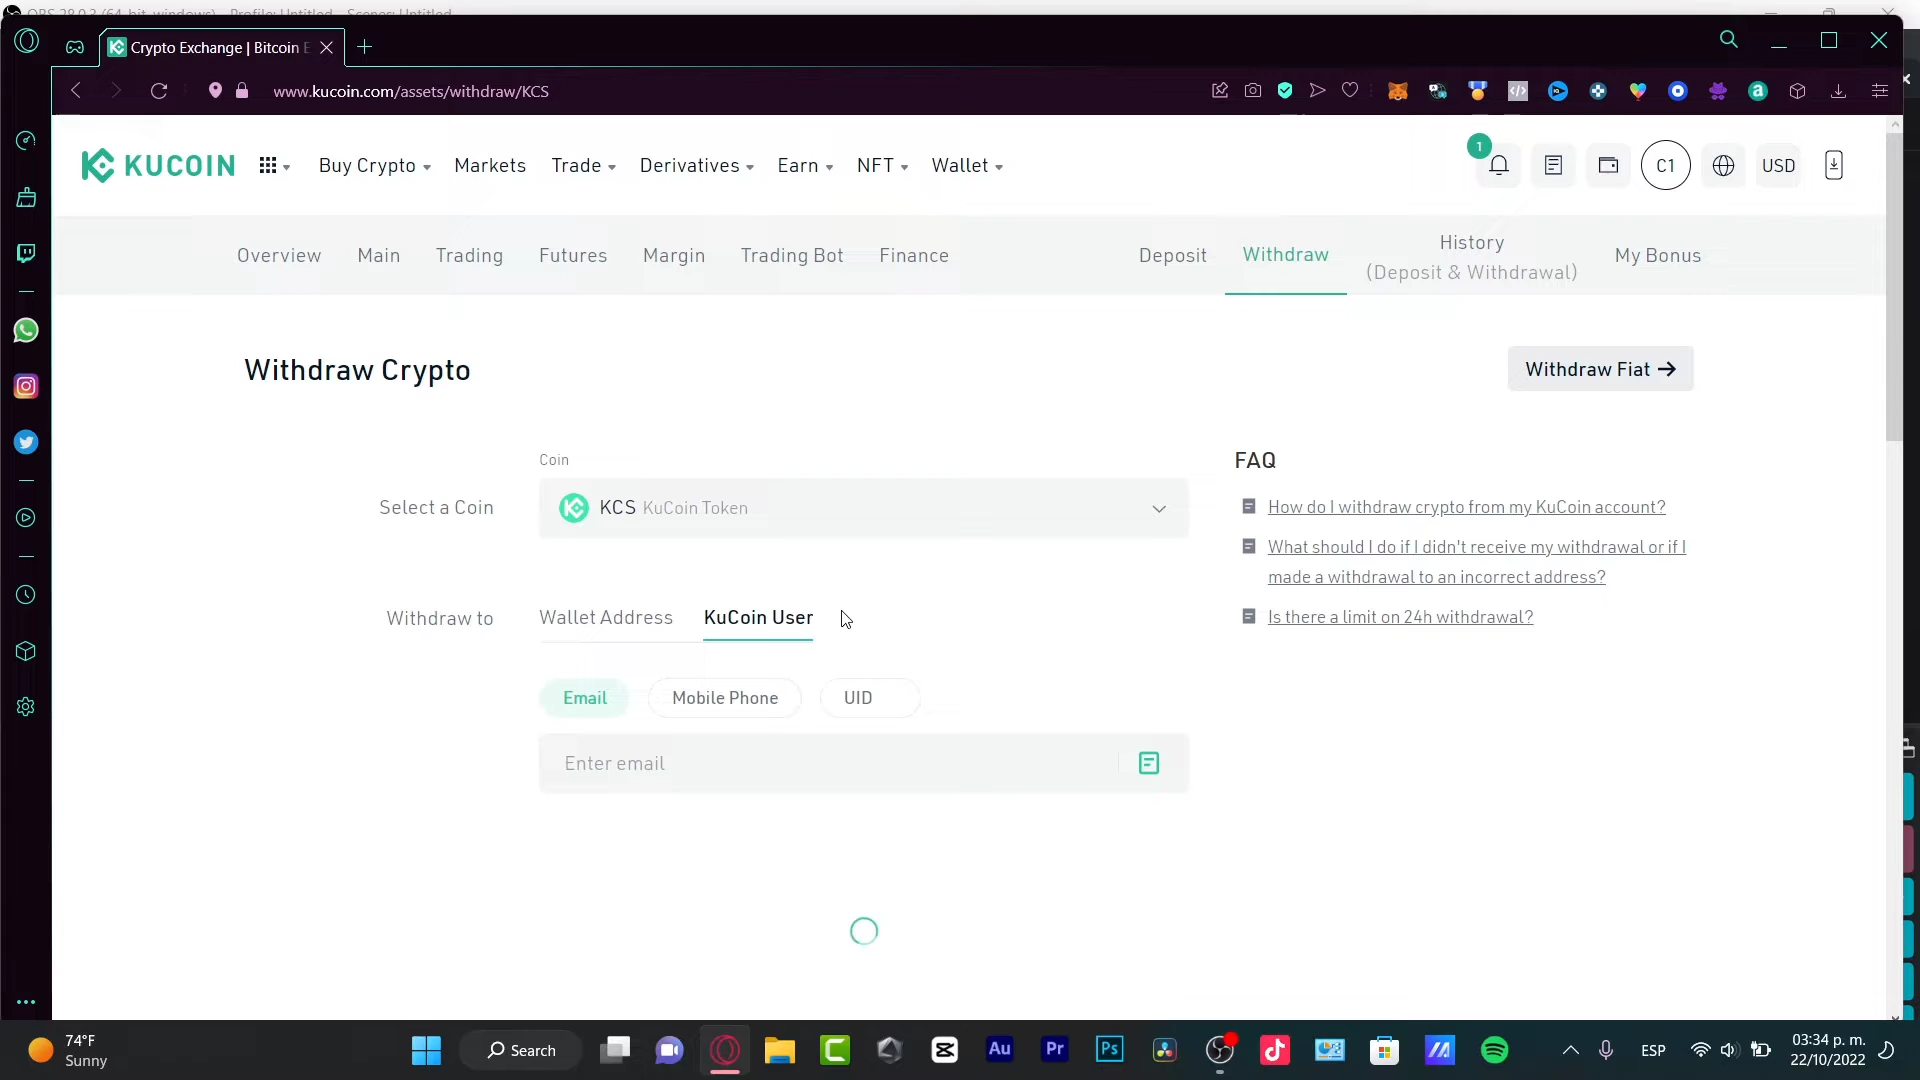 Crypto Exchange | Bitcoin E
www.kucoin.com/assets/withdraw/KCS
KUCOIN Buy Crypto Markets Trade Derivatives Earn NFT Wallet 1 C1 USD
Overview Main Trading Futures Margin Trading Bot Finance Deposit Withdraw History My Bonus
(Deposit & Withdrawal)
Withdraw Crypto Withdraw Fiat
Coin
FAQ
Select a Coin KCS KuCoin Token
How do I withdraw crypto from my KuCoin account?
What should I do if I didn't receive my withdrawal or if I
made a withdrawal to an incorrect address?
Withdraw to Wallet Address KuCoin User
Is there a limit on 24h withdrawal?
Email Mobile Phone UID
Enter email
74°F
Sunny
Search
Au Pr Ps
ESP
03:34 p. m.
22/10/2022